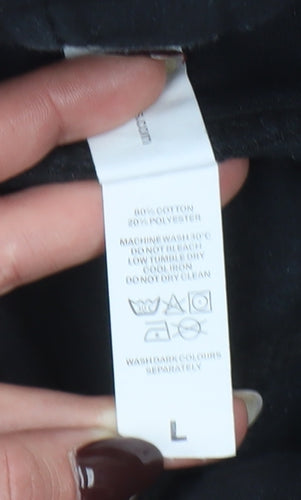 s.com
80% COTTON
20% POLYESTER
MACHINE WASH 30°C
DO NOT BLEACH
LOW TUMBLE DRY
COOL IRON
DO NOT DRY CLEAN
WASH DARK COLOURS
SEPARATELY
L